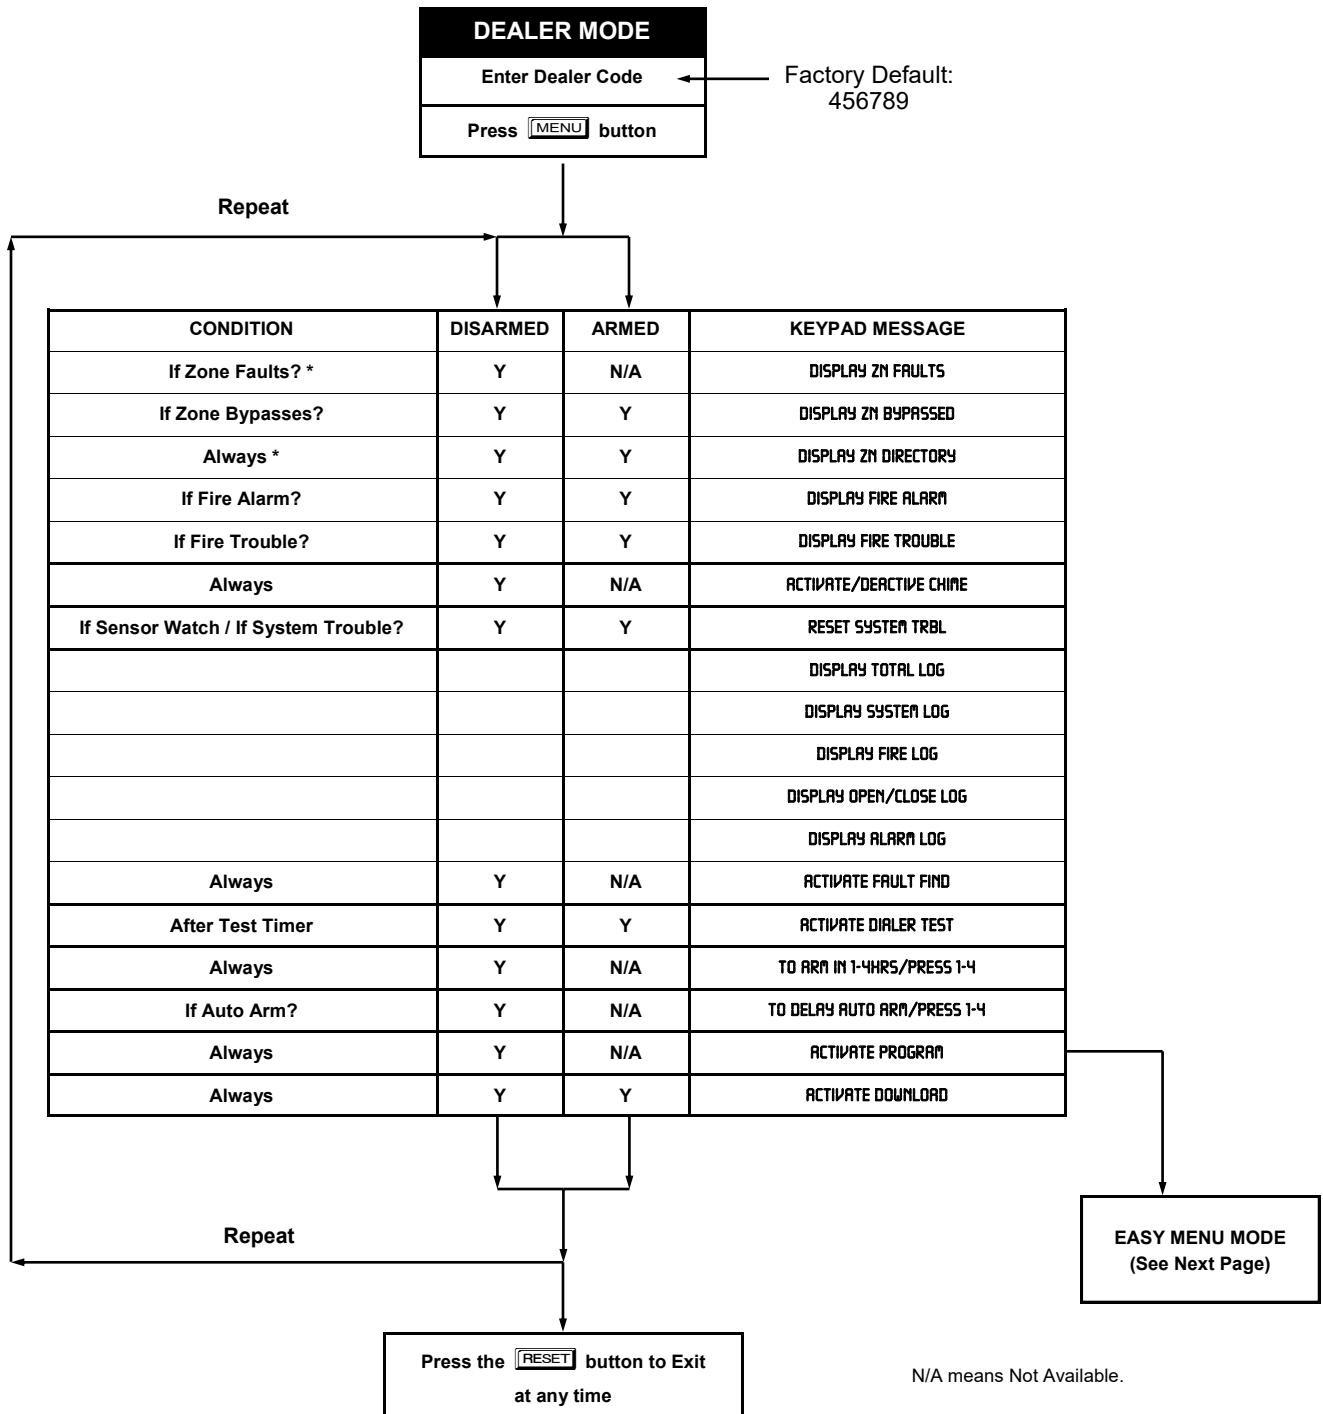 DEALER MODE
Enter Dealer Code
Factory Default:
456789
Press MENU button
Repeat
CONDITION DISARMED ARMED KEYPAD MESSAGE
If Zone Faults? * Y N/A DISPLAY ZN FAULTS
If Zone Bypasses? Y Y DISPLAY ZN BYPASSED
Always * Y Y DISPLAY ZN DIRECTORY
If Fire Alarm? Y Y DISPLAY FIRE ALARM
If Fire Trouble? Y Y DISPLAY FIRE TROUBLE
Always Y N/A ACTIVATE/DEACTIVE CHIME
If Sensor Watch / If System Trouble? Y Y RESET SYSTEM TRBL
DISPLAY TOTAL LOG
DISPLAY SYSTEM LOG
DISPLAY FIRE LOG
DISPLAY OPEN/CLOSE LOG
DISPLAY ALARM LOG
Always Y N/A ACTIVATE FAULT FIND
After Test Timer Y Y ACTIVATE DIALER TEST
Always Y N/A TO ARM IN 1-4HRS/PRESS 1-4
If Auto Arm? Y N/A TO DELAY AUTO ARM/PRESS 1-4
Always Y N/A ACTIVATE PROGRAM
Always Y Y ACTIVATE DOWNLOAD
Repeat
EASY MENU MODE
(See Next Page)
Press the RESET button to Exit
at any time
N/A means Not Available.